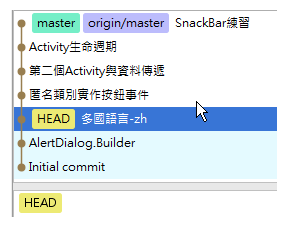 master origin/master SnackBar練習
Activity生命週期
第二個Activity與資料傳遞
匿名類別實作按鈕事件
HEAD 多國語言-zh
AlertDialog.Builder
Initial commit
HEAD